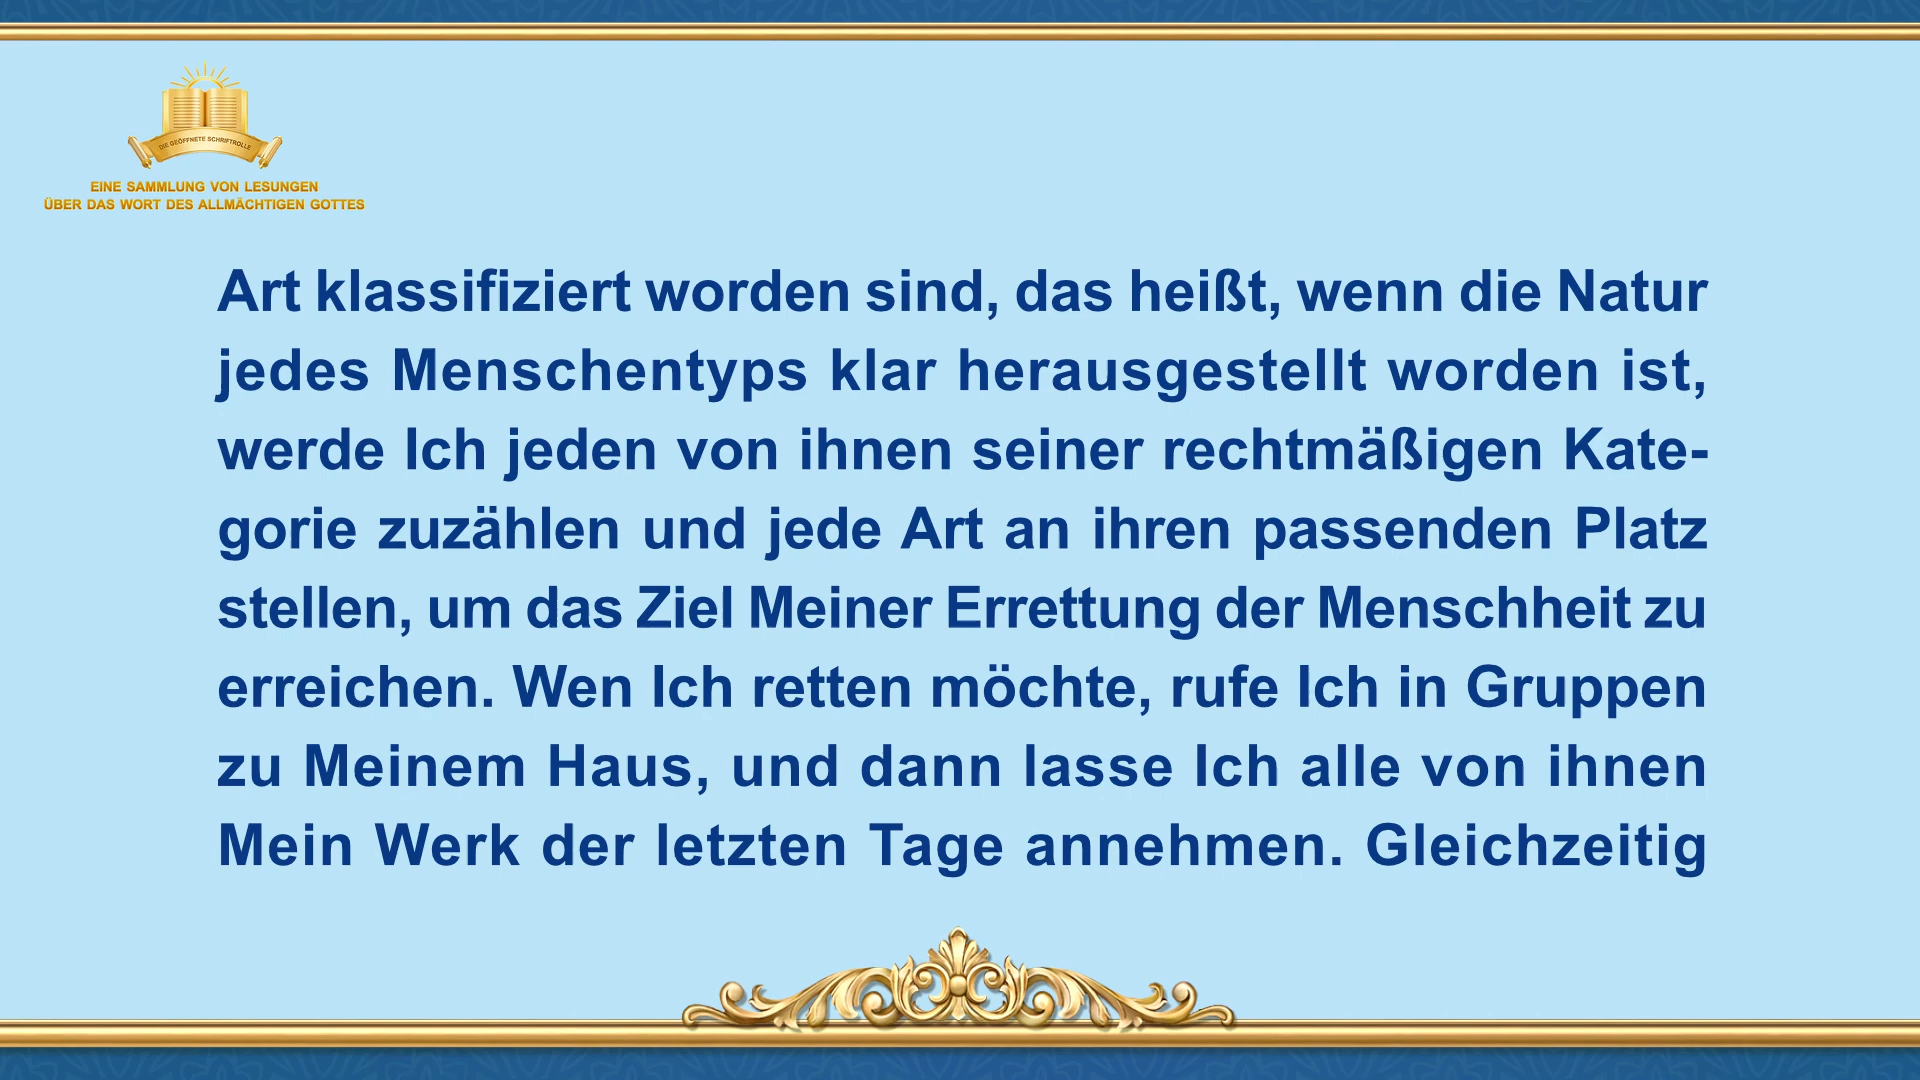 DIE GEÖFFNETE SCHRIFTROLLE
EINE SAMMLUNG VON LESUNGEN
ÜBER DAS WORT DES ALLMÄCHTIGEN GOTTES
Art klassifiziert worden sind, das heißt, wenn die Natur
jedes Menschentyps klar herausgestellt worden ist,
werde Ich jeden von ihnen seiner rechtmäßigen Kate-
gorie zuzählen und jede Art an ihren passenden Platz
stellen, um das Ziel Meiner Errettung der Menschheit zu
erreichen. Wen Ich retten möchte, rufe Ich in Gruppen
zu Meinem Haus, und dann lasse Ich alle von ihnen
Mein Werk der letzten Tage annehmen. Gleichzeitig